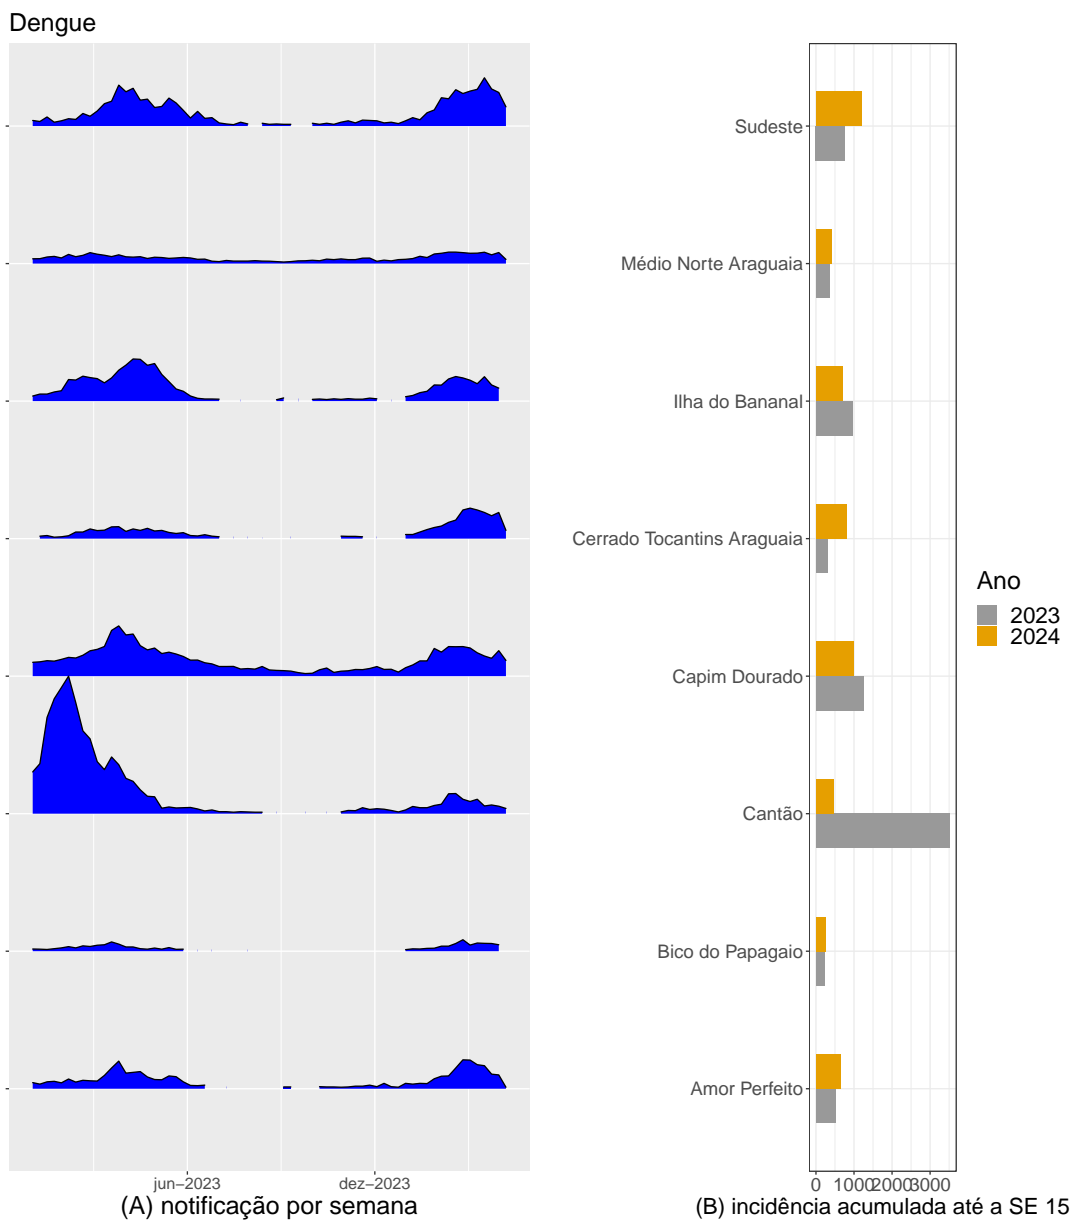 Dengue
Sudeste
Médio Norte Araguaia
Ilha do Bananal
Cerrado Tocantins Araguaia
Capim Dourado
Cantão
Bico do Papagaio
Amor Perfeito
Ano
2023
2024
jun–2023 dez–2023
0 1000 2000 3000
(A) notificação por semana
(B) incidência acumulada até a SE 15